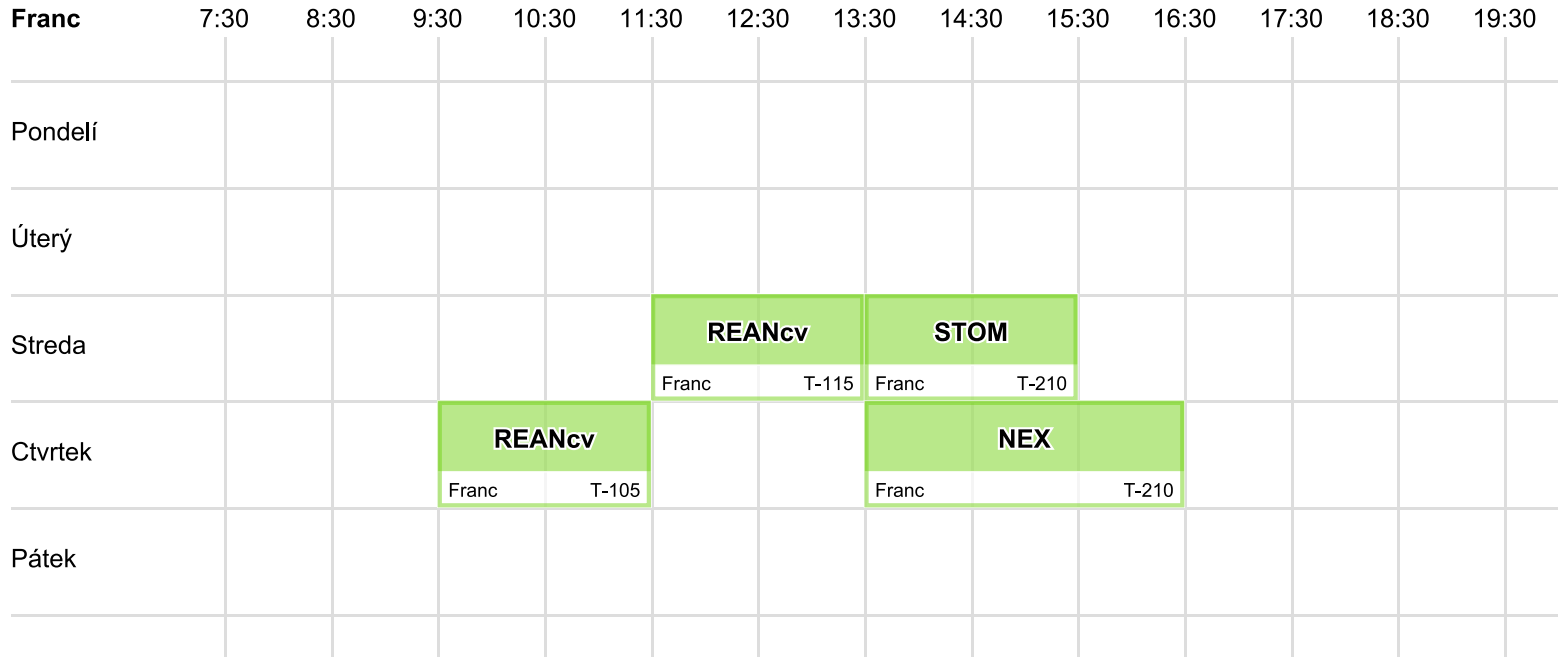 Franc 7:30 8:30 9:30 10:30 11:30 12:30 13:30 14:30 15:30 16:30 17:30 18:30 19:30
Pondelí
Úterý
Streda
REANcv
Franc T-115
STOM
Franc T-210
Ctvrtek
REANcv
Franc T-105
NEX
Franc T-210
Pátek